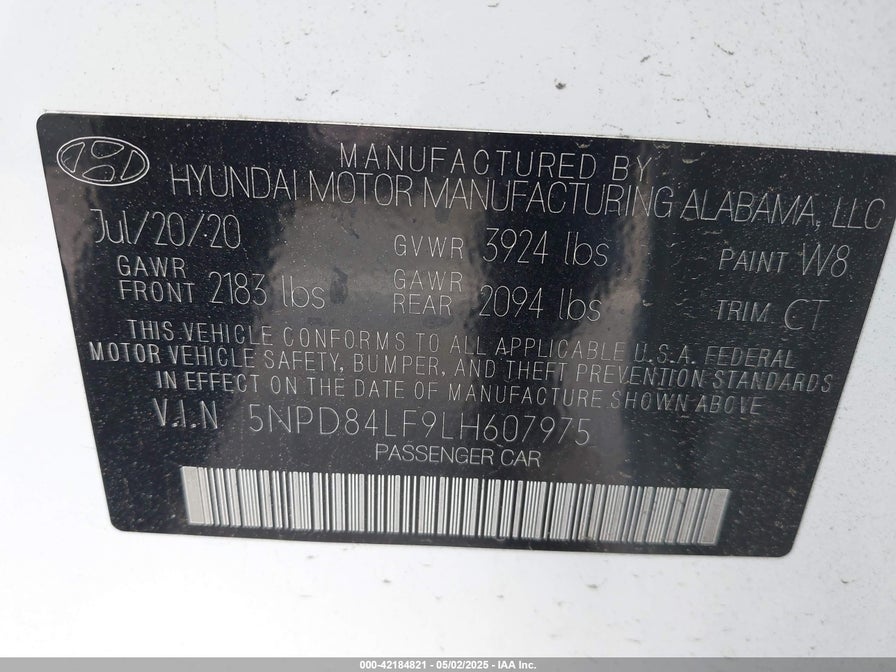 MANUFACTURED BY
HYUNDAI MOTOR MANUFACTURING ALABAMA, LLC
Jul/20/20 GVWR 3924 lbs PAINT W8
GAWR FRONT 2183 lbs GAWR REAR 2094 lbs TRIM CT
THIS VEHICLE CONFORMS TO ALL APPLICABLE U.S.A. FEDERAL
MOTOR VEHICLE SAFETY, BUMPER, AND THEFT PREVENTION STANDARDS
IN EFFECT ON THE DATE OF MANUFACTURE SHOWN ABOVE.
V.I.N 5NPD84LF9LH607975
PASSENGER CAR
000-42184821 - 05/02/2025 - IAA Inc.